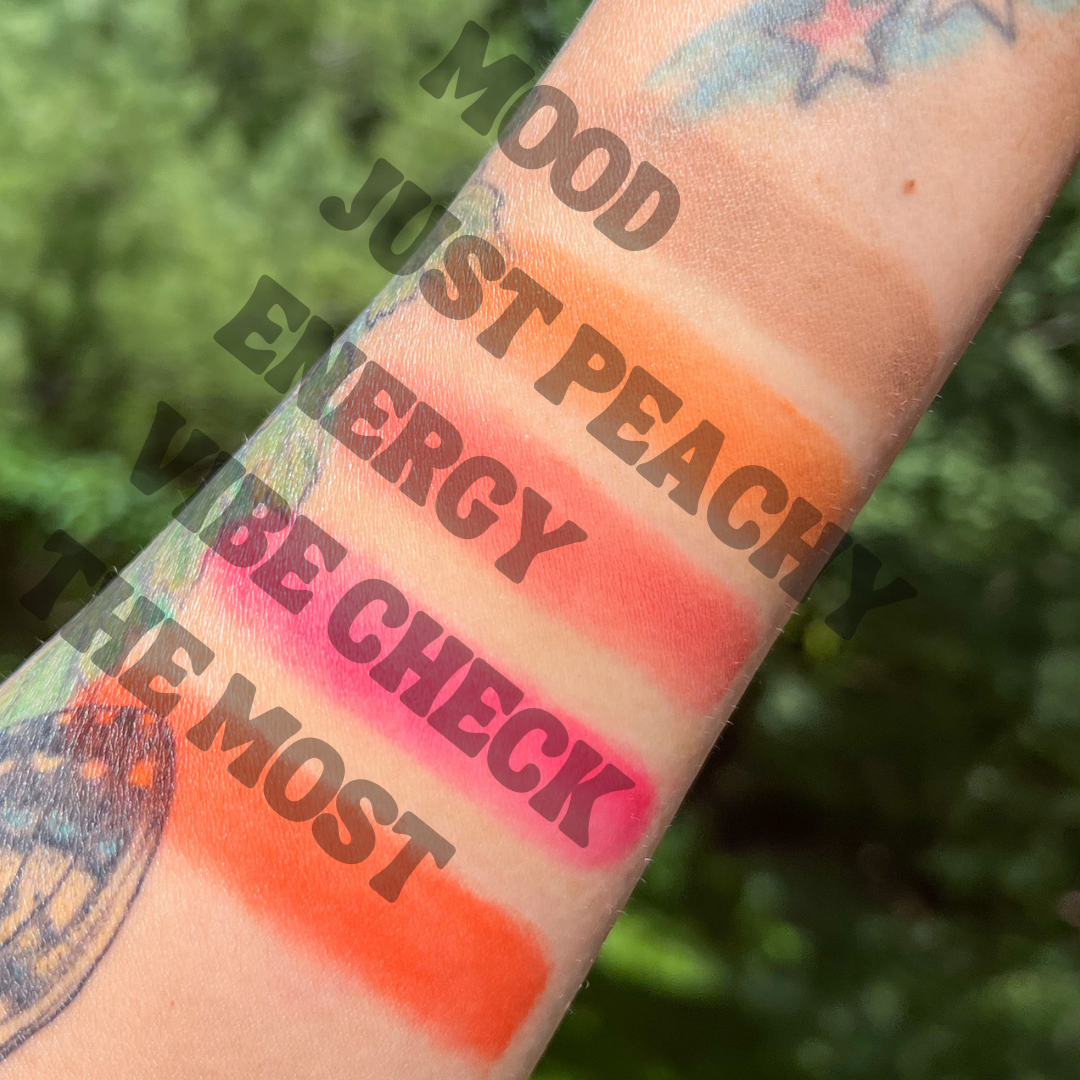 MOOD
JUST PEACHY
ENERGY
VIBE CHECK
THE MOST